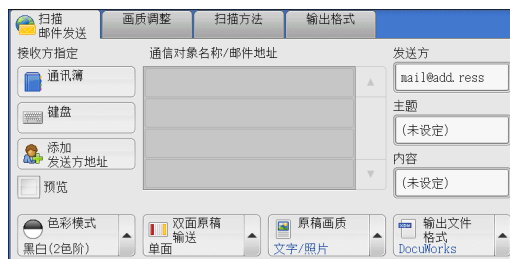 扫描
邮件发送
画质调整
扫描方法
输出格式
接收方指定
通讯簿
键盘
添加
发送方地址
预览
通信对象名称/邮件地址
发送方
mail@add.ress
主题
(未设定)
内容
(未设定)
色彩模式
黑白(2色阶)
双面原稿
输送
单面
原稿画质
文字/照片
输出文件
格式
DocuWorks